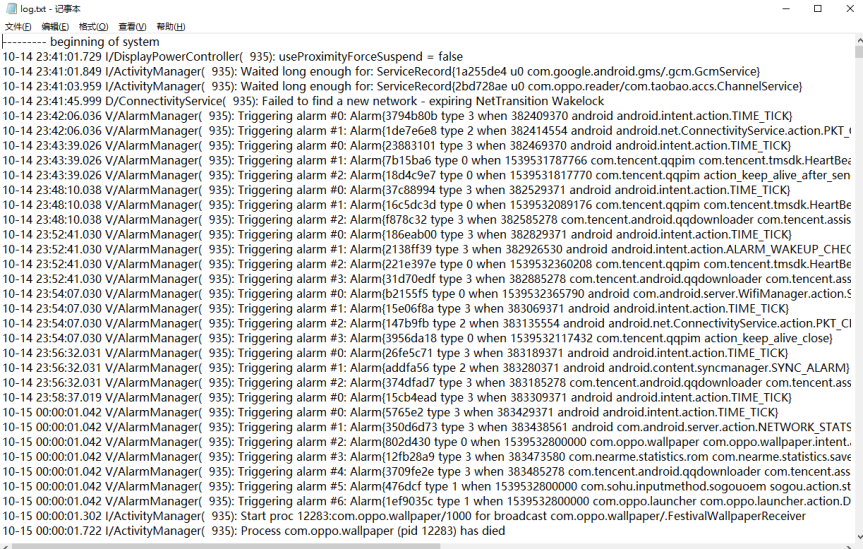 log.txt - 记事本
文件(F) 编辑(E) 格式(O) 查看(V) 帮助(H)
--------- beginning of system
10-14 23:41:01.729 I/DisplayPowerController(  935): useProximityForceSuspend = false
10-14 23:41:01.849 I/ActivityManager(  935): Waited long enough for: ServiceRecord{1a255de4 u0 com.google.android.gms/.gcm.GcmService}
10-14 23:41:03.959 I/ActivityManager(  935): Waited long enough for: ServiceRecord{2bd728ae u0 com.oppo.reader/com.taobao.accs.ChannelService}
10-14 23:41:45.999 D/ConnectivityService(  935): Failed to find a new network - expiring NetTransition Wakelock
10-14 23:42:06.036 V/AlarmManager(  935): Triggering alarm #0: Alarm{3794b80b type 3 when 382409370 android android.intent.action.TIME_TICK}
10-14 23:42:06.036 V/AlarmManager(  935): Triggering alarm #1: Alarm{1de7e6e8 type 2 when 382414554 android android.net.ConnectivityService.action.PKT_C
10-14 23:43:39.026 V/AlarmManager(  935): Triggering alarm #0: Alarm{23883101 type 3 when 382469370 android android.intent.action.TIME_TICK}
10-14 23:43:39.026 V/AlarmManager(  935): Triggering alarm #1: Alarm{7b15ba6 type 0 when 1539531787766 com.tencent.qqpim com.tencent.tmsdk.HeartBea
10-14 23:43:39.026 V/AlarmManager(  935): Triggering alarm #2: Alarm{18d4c9e7 type 0 when 1539531817770 com.tencent.qqpim action_keep_alive_after_sen
10-14 23:48:10.038 V/AlarmManager(  935): Triggering alarm #0: Alarm{37c88994 type 3 when 382529371 android android.intent.action.TIME_TICK}
10-14 23:48:10.038 V/AlarmManager(  935): Triggering alarm #1: Alarm{16c5dc3d type 0 when 1539532089176 com.tencent.qqpim com.tencent.tmsdk.HeartBe
10-14 23:48:10.038 V/AlarmManager(  935): Triggering alarm #2: Alarm{f878c32 type 3 when 382585278 com.tencent.android.qqdownloader com.tencent.assis
10-14 23:52:41.030 V/AlarmManager(  935): Triggering alarm #0: Alarm{186eab00 type 3 when 382829371 android android.intent.action.TIME_TICK}
10-14 23:52:41.030 V/AlarmManager(  935): Triggering alarm #1: Alarm{2138ff39 type 3 when 382926530 android android.intent.action.ALARM_WAKEUP_CHEC
10-14 23:52:41.030 V/AlarmManager(  935): Triggering alarm #2: Alarm{221e397e type 0 when 1539532360208 com.tencent.qqpim com.tencent.tmsdk.HeartBe
10-14 23:52:41.030 V/AlarmManager(  935): Triggering alarm #3: Alarm{31d70edf type 3 when 382885278 com.tencent.android.qqdownloader com.tencent.ass
10-14 23:54:07.030 V/AlarmManager(  935): Triggering alarm #0: Alarm{b2155f5 type 0 when 1539532365790 android com.android.server.WifiManager.action.S
10-14 23:54:07.030 V/AlarmManager(  935): Triggering alarm #1: Alarm{15e06f8a type 3 when 383069371 android android.intent.action.TIME_TICK}
10-14 23:54:07.030 V/AlarmManager(  935): Triggering alarm #2: Alarm{147b9fb type 2 when 383135554 android android.net.ConnectivityService.action.PKT_Cl
10-14 23:54:07.030 V/AlarmManager(  935): Triggering alarm #3: Alarm{3956da18 type 0 when 1539532117432 com.tencent.qqpim action_keep_alive_close}
10-14 23:56:32.031 V/AlarmManager(  935): Triggering alarm #0: Alarm{26fe5c71 type 3 when 383189371 android android.intent.action.TIME_TICK}
10-14 23:56:32.031 V/AlarmManager(  935): Triggering alarm #1: Alarm{addfa56 type 2 when 383280371 android android.content.syncmanager.SYNC_ALARM}
10-14 23:56:32.031 V/AlarmManager(  935): Triggering alarm #2: Alarm{374dfad7 type 3 when 383185278 com.tencent.android.qqdownloader com.tencent.ass
10-14 23:58:37.019 V/AlarmManager(  935): Triggering alarm #0: Alarm{15cb4ead type 3 when 383309371 android android.intent.action.TIME_TICK}
10-15 00:00:01.042 V/AlarmManager(  935): Triggering alarm #0: Alarm{5765e2 type 3 when 383429371 android android.intent.action.TIME_TICK}
10-15 00:00:01.042 V/AlarmManager(  935): Triggering alarm #1: Alarm{350d6d73 type 3 when 383438561 android com.android.server.action.NETWORK_STATS
10-15 00:00:01.042 V/AlarmManager(  935): Triggering alarm #2: Alarm{802d430 type 0 when 1539532800000 com.oppo.wallpaper com.oppo.wallpaper.intent.
10-15 00:00:01.042 V/AlarmManager(  935): Triggering alarm #3: Alarm{12fb28a9 type 3 when 383473580 com.nearme.statistics.rom com.nearme.statistics.save
10-15 00:00:01.042 V/AlarmManager(  935): Triggering alarm #4: Alarm{3709fe2e type 3 when 383485278 com.tencent.android.qqdownloader com.tencent.ass
10-15 00:00:01.042 V/AlarmManager(  935): Triggering alarm #5: Alarm{476dcf type 1 when 1539532800000 com.sohu.inputmethod.sogouoem sogou.action.st
10-15 00:00:01.042 V/AlarmManager(  935): Triggering alarm #6: Alarm{1ef9035c type 1 when 1539532800000 com.oppo.launcher com.oppo.launcher.action.D
10-15 00:00:01.302 I/ActivityManager(  935): Start proc 12283:com.oppo.wallpaper/1000 for broadcast com.oppo.wallpaper/.FestivalWallpaperReceiver
10-15 00:00:01.722 I/ActivityManager(  935): Process com.oppo.wallpaper (pid 12283) has died